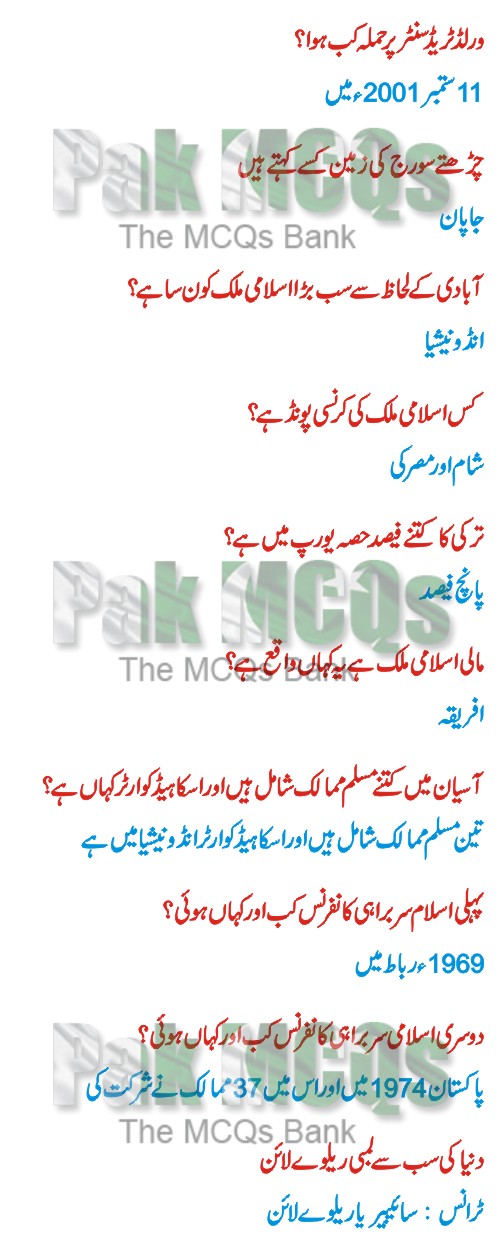 ورلڈ ٹریڈ سنٹر پر حملہ کب ہوا؟
11 ستمبر 2001ء میں
چڑھتے سورج کی زمین کسے کہتے ہیں
Pak MCQs
جاپان
The MCQs Bank
آبادی کے لحاظ سے سب بڑا اسلامی ملک کون سا ہے؟
انڈونیشیا
کس اسلامی ملک کی کرنسی پونڈ ہے؟
شام اور مصر کی
ترکی کا کتنے فیصد حصہ یورپ میں ہے؟
پانچ فیصد
Pak MCQs
مالی اسلامی ملک ہے یہ کہاں واقع ہے؟
The MCQs Bank
افریقہ
آسیان میں کتنے مسلم ممالک شامل ہیں اور اسکا ہیڈ کوارٹر کہاں ہے؟
تین مسلم ممالک شامل ہیں اور اسکا ہیڈ کوارٹر انڈونیشیا میں ہے
پہلی اسلام سربراہی کانفرنس کب اور کہاں ہوئی؟
1969ء رباط میں
دوسری اسلامی سربراہی کانفرنس کب اور کہاں ہوئی؟
Pak MCQs
پاکستان 1974 میں اور اس میں 37 ممالک نے شرکت کی
The MCQs Bank
دنیا کی سب سے لمبی ریلوے لائن
ٹرانس : سائیبیریا ریلوے لائن